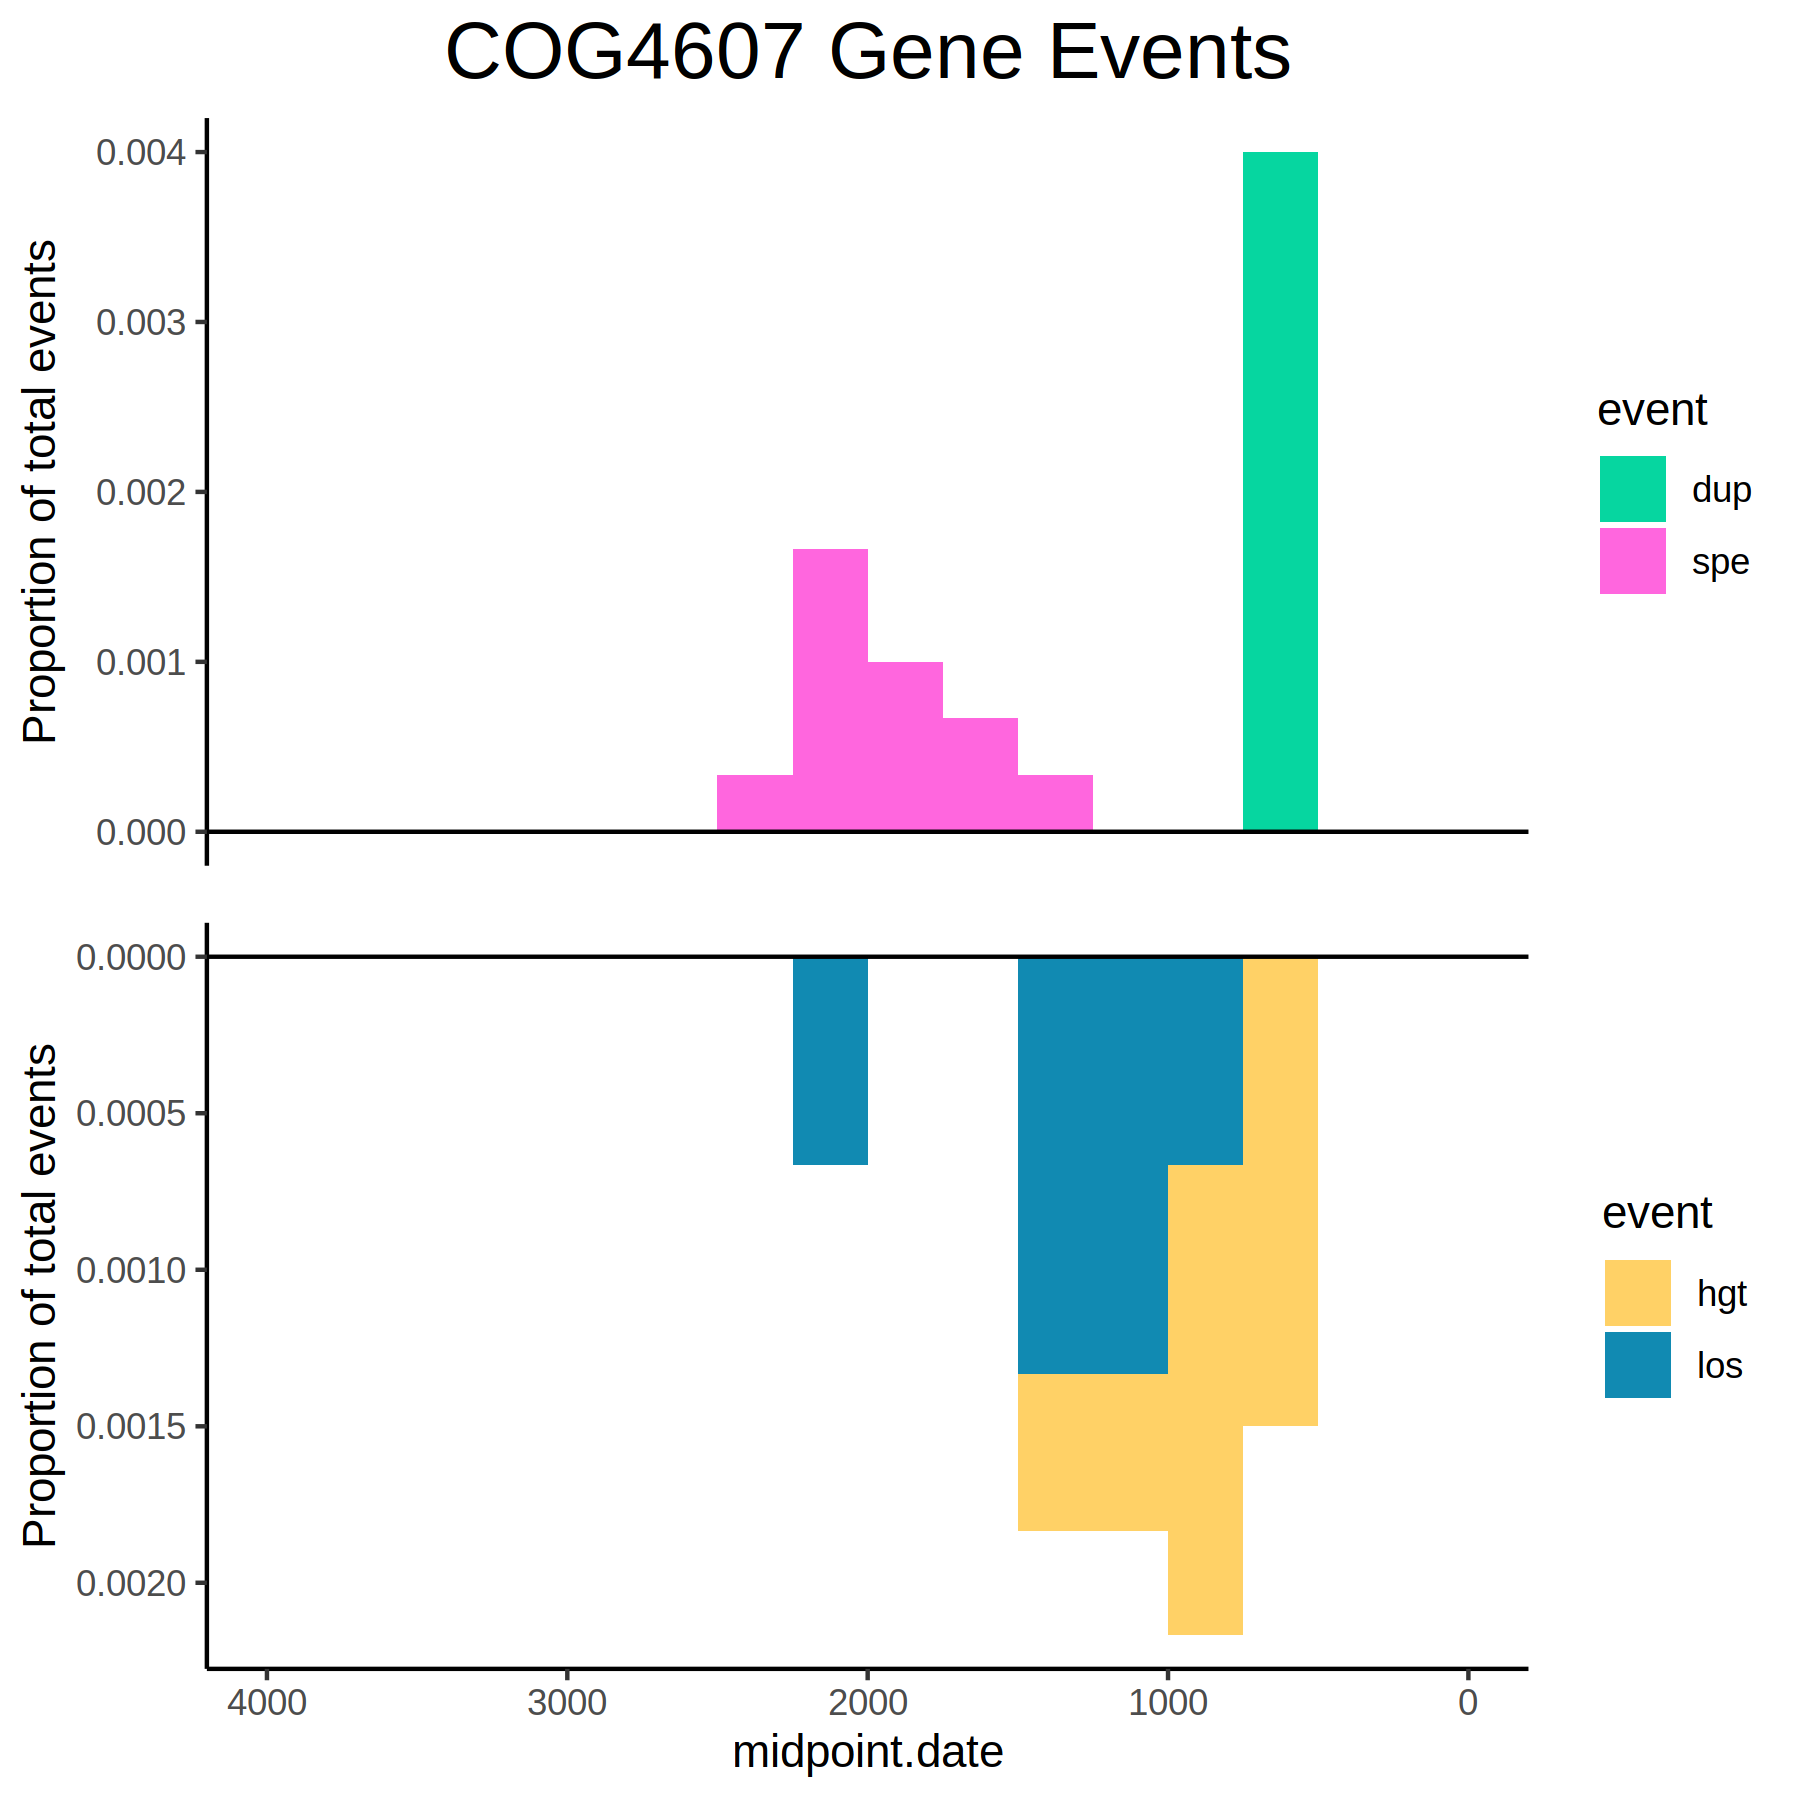 COG4607 Gene Events
Proportion of total events
0.004
0.003
0.002
0.001
0.000
event
dup
spe
Proportion of total events
0.0000
0.0005
0.0010
0.0015
0.0020
event
hgt
los
4000 3000 2000 1000 0
midpoint.date